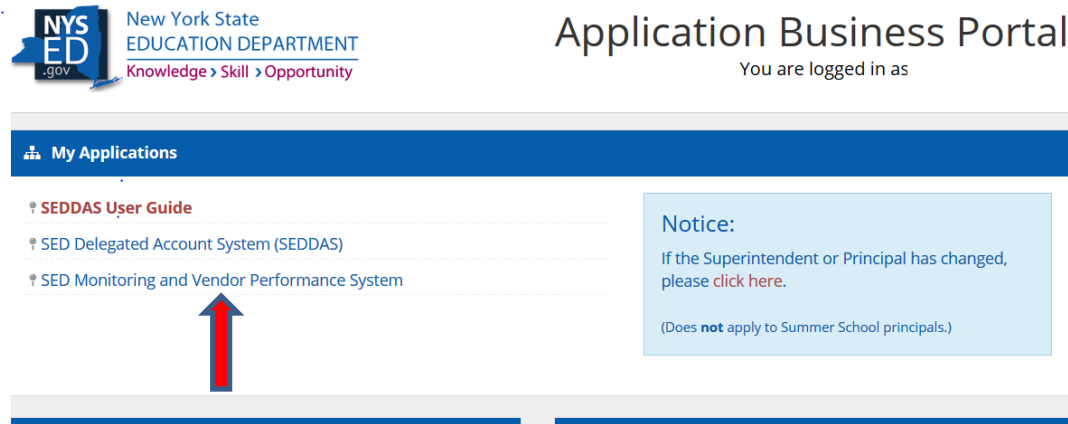 NYS
ED
.gov
New York State
EDUCATION DEPARTMENT
Knowledge › Skill › Opportunity
Application Business Portal
You are logged in as
My Applications
SEDDAS User Guide
SED Delegated Account System (SEDDAS)
SED Monitoring and Vendor Performance System
Notice:
If the Superintendent or Principal has changed,
please click here.
(Does not apply to Summer School principals.)